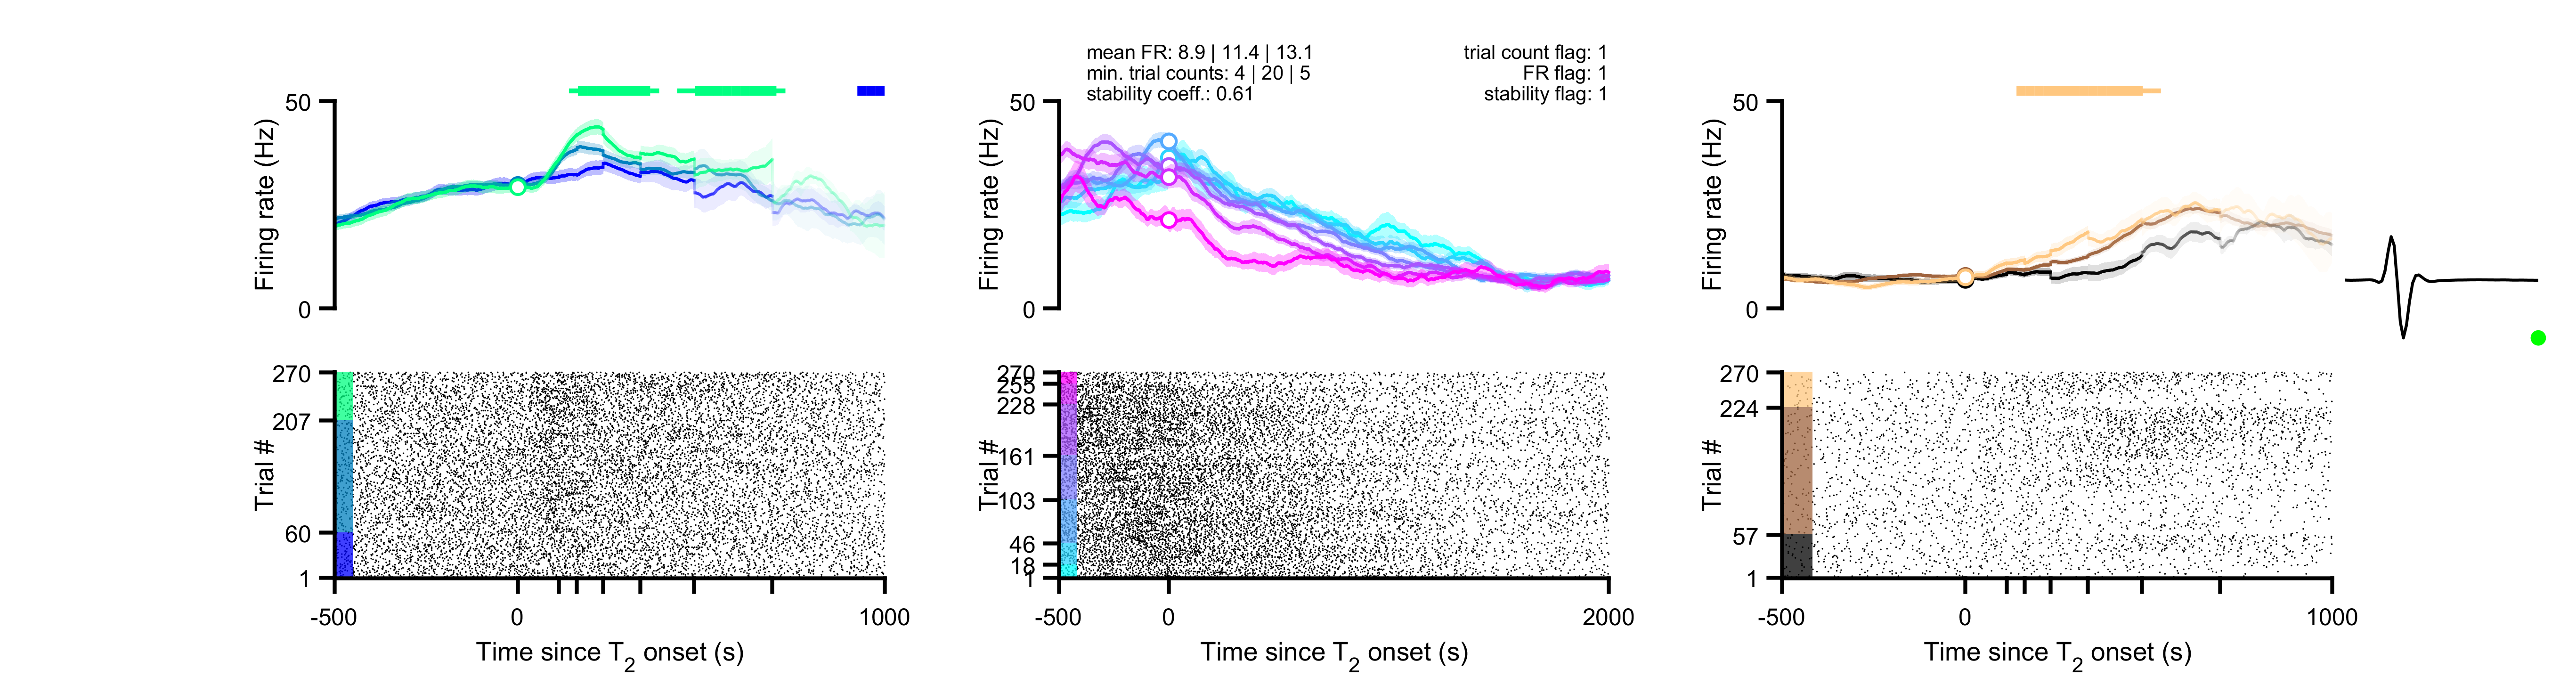 mean FR: 8.9 | 11.4 | 13.1
min. trial counts: 4 | 20 | 5
stability coeff.: 0.61
trial count flag: 1
FR flag: 1
stability flag: 1
50
0
Firing rate (Hz)
50
0
Firing rate (Hz)
50
0
Firing rate (Hz)
270
207
60
1
Trial #
-500
0
1000
Time since T2 onset (s)
270
255
228
161
103
46
18
1
Trial #
-500
0
2000
Time since T2 onset (s)
270
224
57
1
Trial #
-500
0
1000
Time since T2 onset (s)